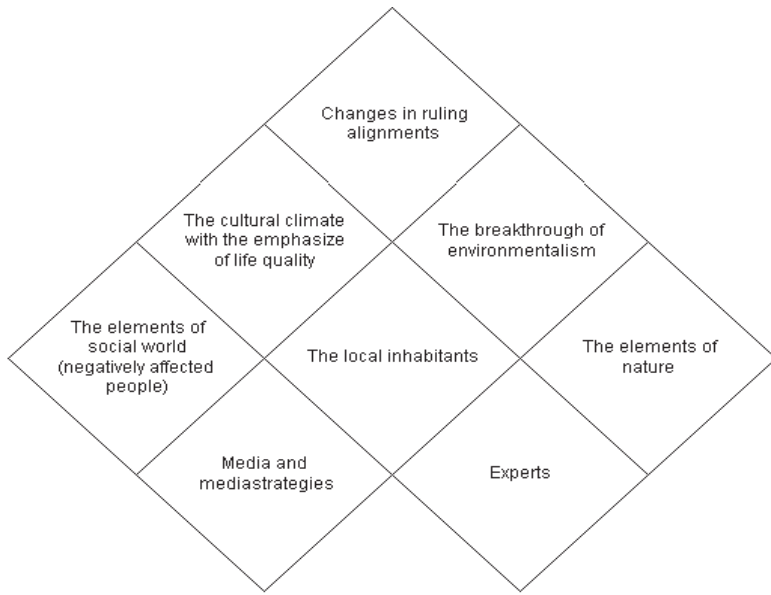 Changes in ruling
alignments
The cultural climate
with the emphasize
of life quality
The breakthrough of
environmentalism
The elements of
social world
(negatively affected
people)
The local inhabitants
The elements of
nature
Media and
mediastrategies
Experts